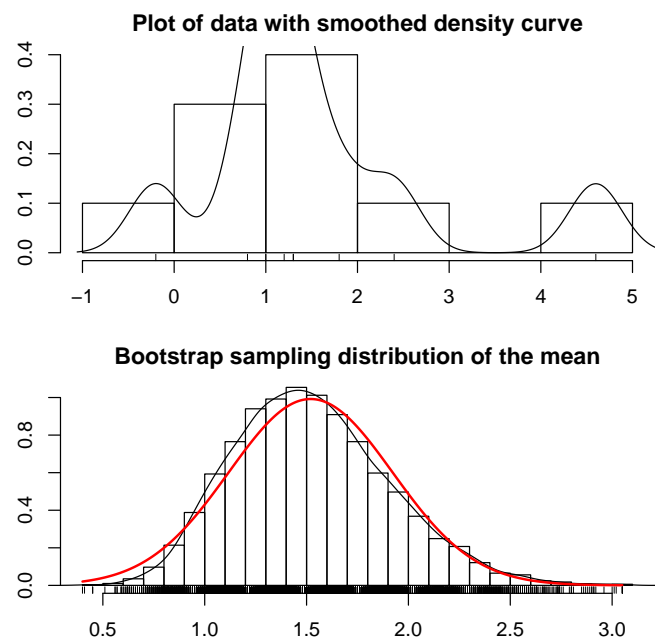 Plot of data with smoothed density curve
0.4
0.3
0.2
0.1
0.0
−1 0 1 2 3 4 5
Bootstrap sampling distribution of the mean
0.8
0.4
0.0
0.5 1.0 1.5 2.0 2.5 3.0